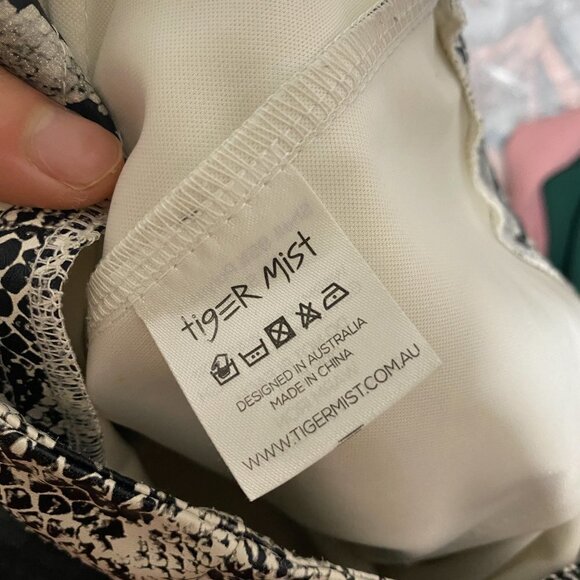 tigER Mist
DESIGNED IN AUSTRALIA
MADE IN CHINA
WWW.TIGERMIST.COM.AU